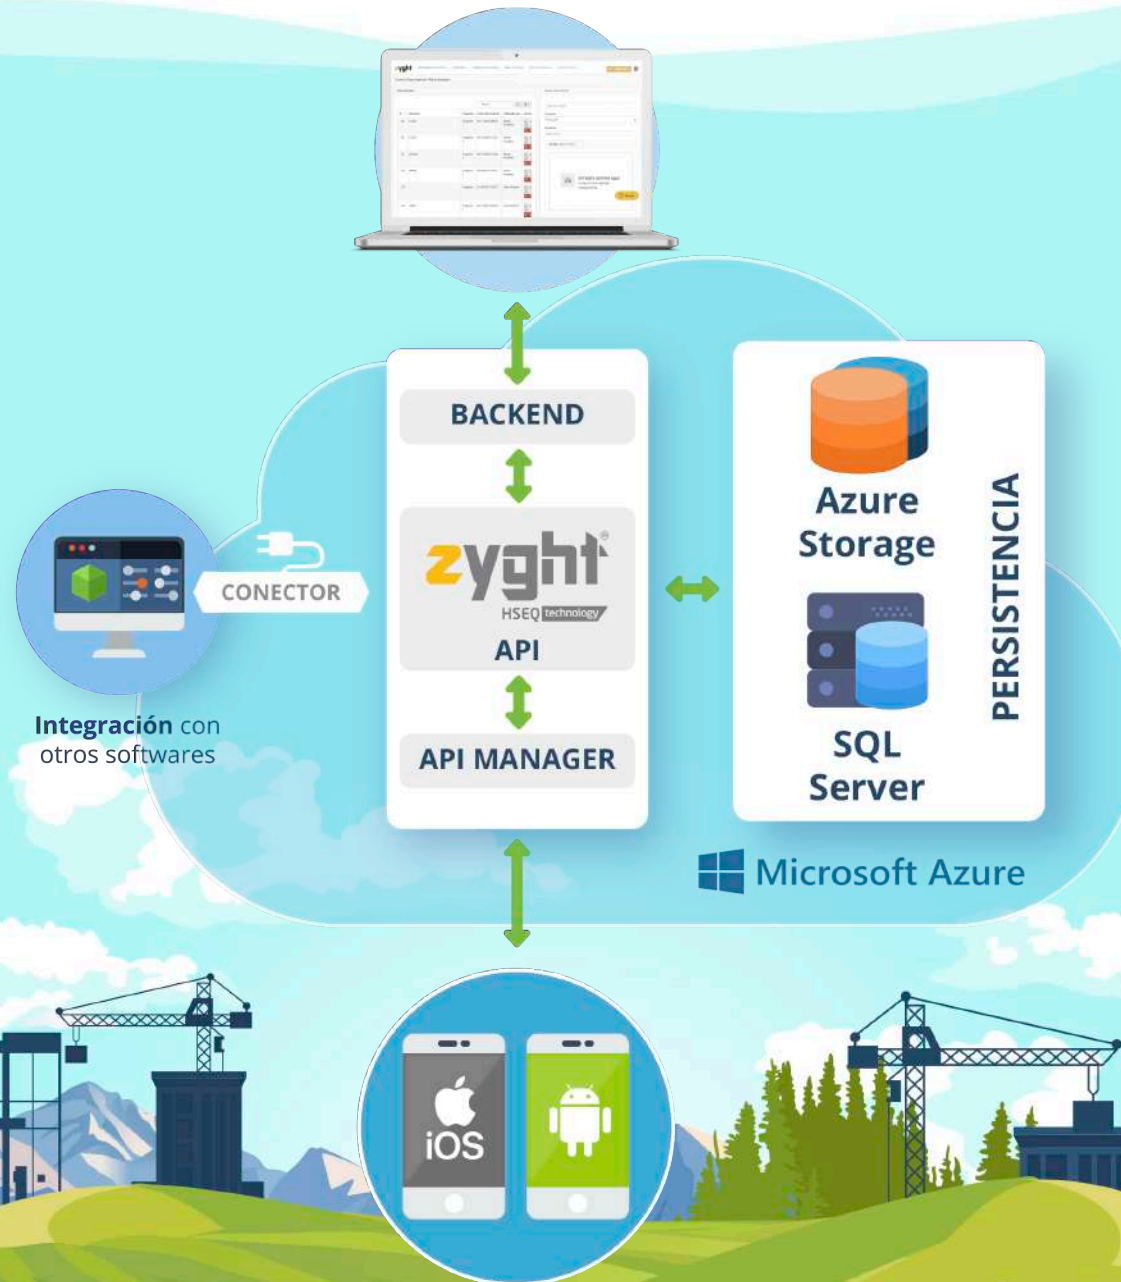 zyght
BACKEND
zyght®
HSEQ technology
API
API MANAGER
CONECTOR
Integración con
otros softwares
Azure
Storage
SQL
Server
PERSISTENCIA
Microsoft Azure
iOS